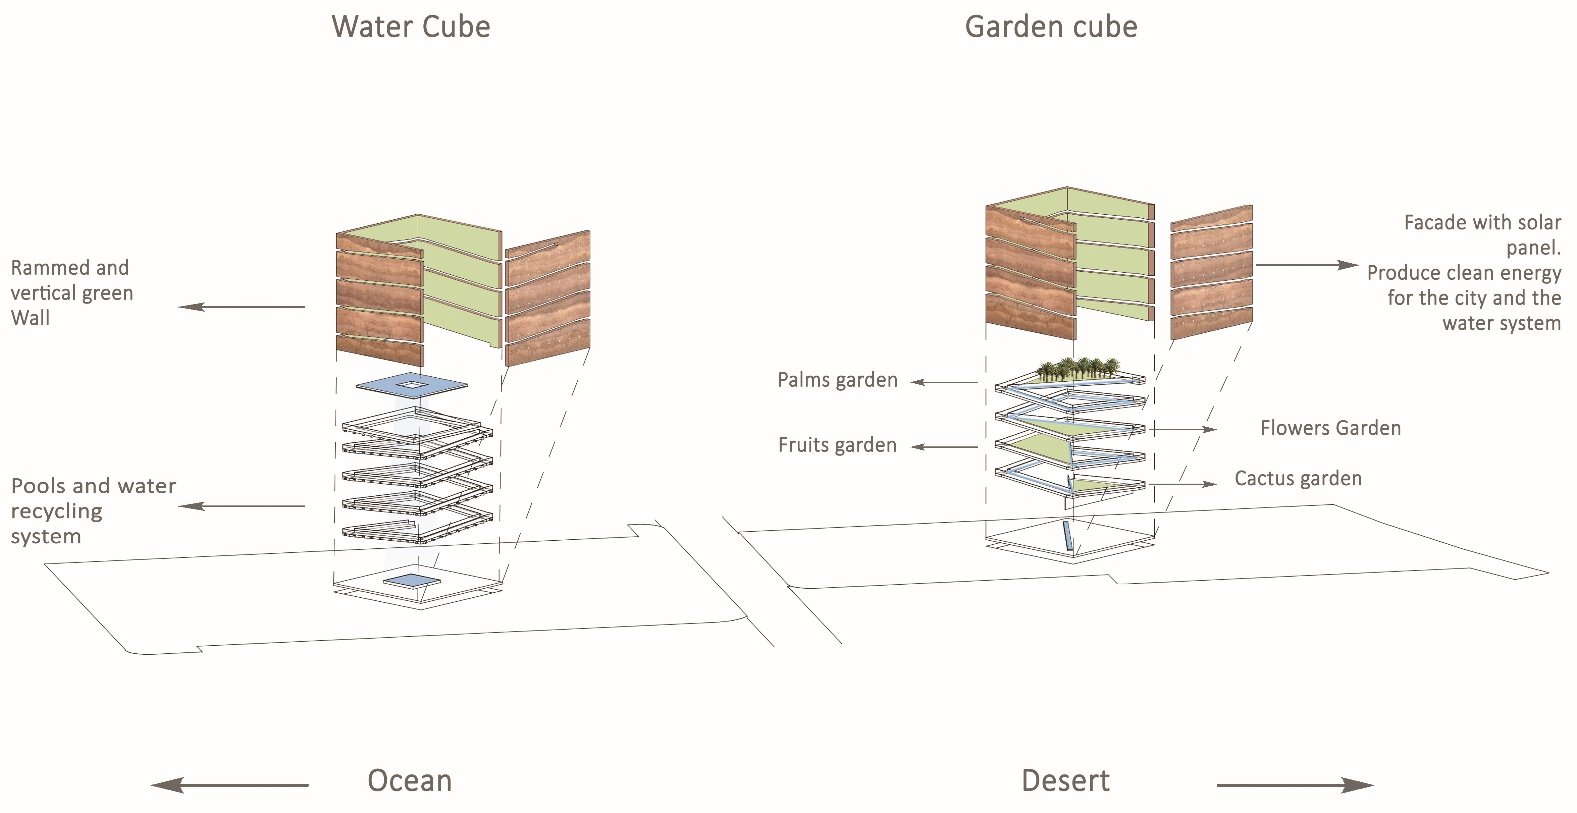 Water Cube
Garden cube
Rammed and
vertical green
Wall
Facade with solar
panel.
Produce clean energy
for the city and the
water system
Palms garden
Flowers Garden
Fruits garden
Cactus garden
Pools and water
recycling
system
Ocean
Desert